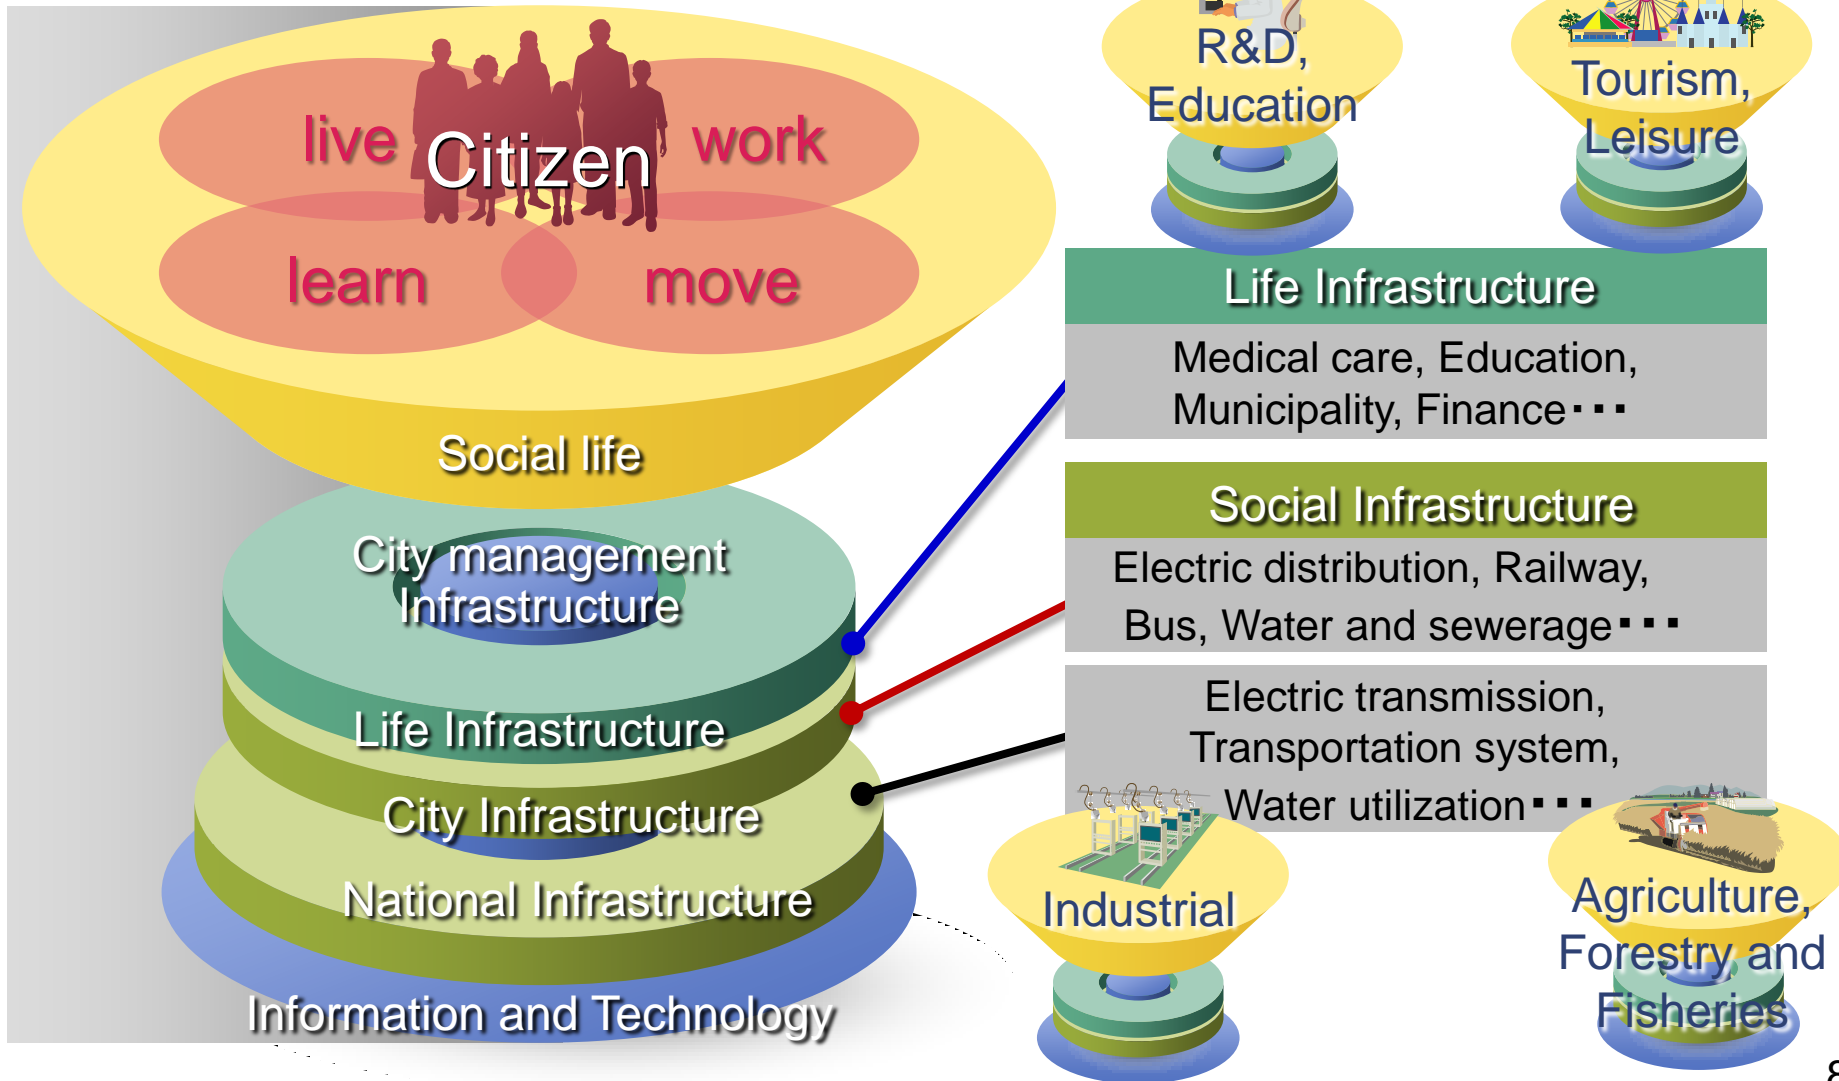 live
Citizen
work
learn
move
Social life
City management
Infrastructure
Life Infrastructure
City Infrastructure
National Infrastructure
Information and Technology
R&D,
Education
Tourism,
Leisure
Life Infrastructure
Medical care, Education,
Municipality, Finance･･･
Social Infrastructure
Electric distribution, Railway,
Bus, Water and sewerage･･･
Electric transmission,
Transportation system,
Water utilization･･･
Industrial
Agriculture,
Forestry and
Fisheries